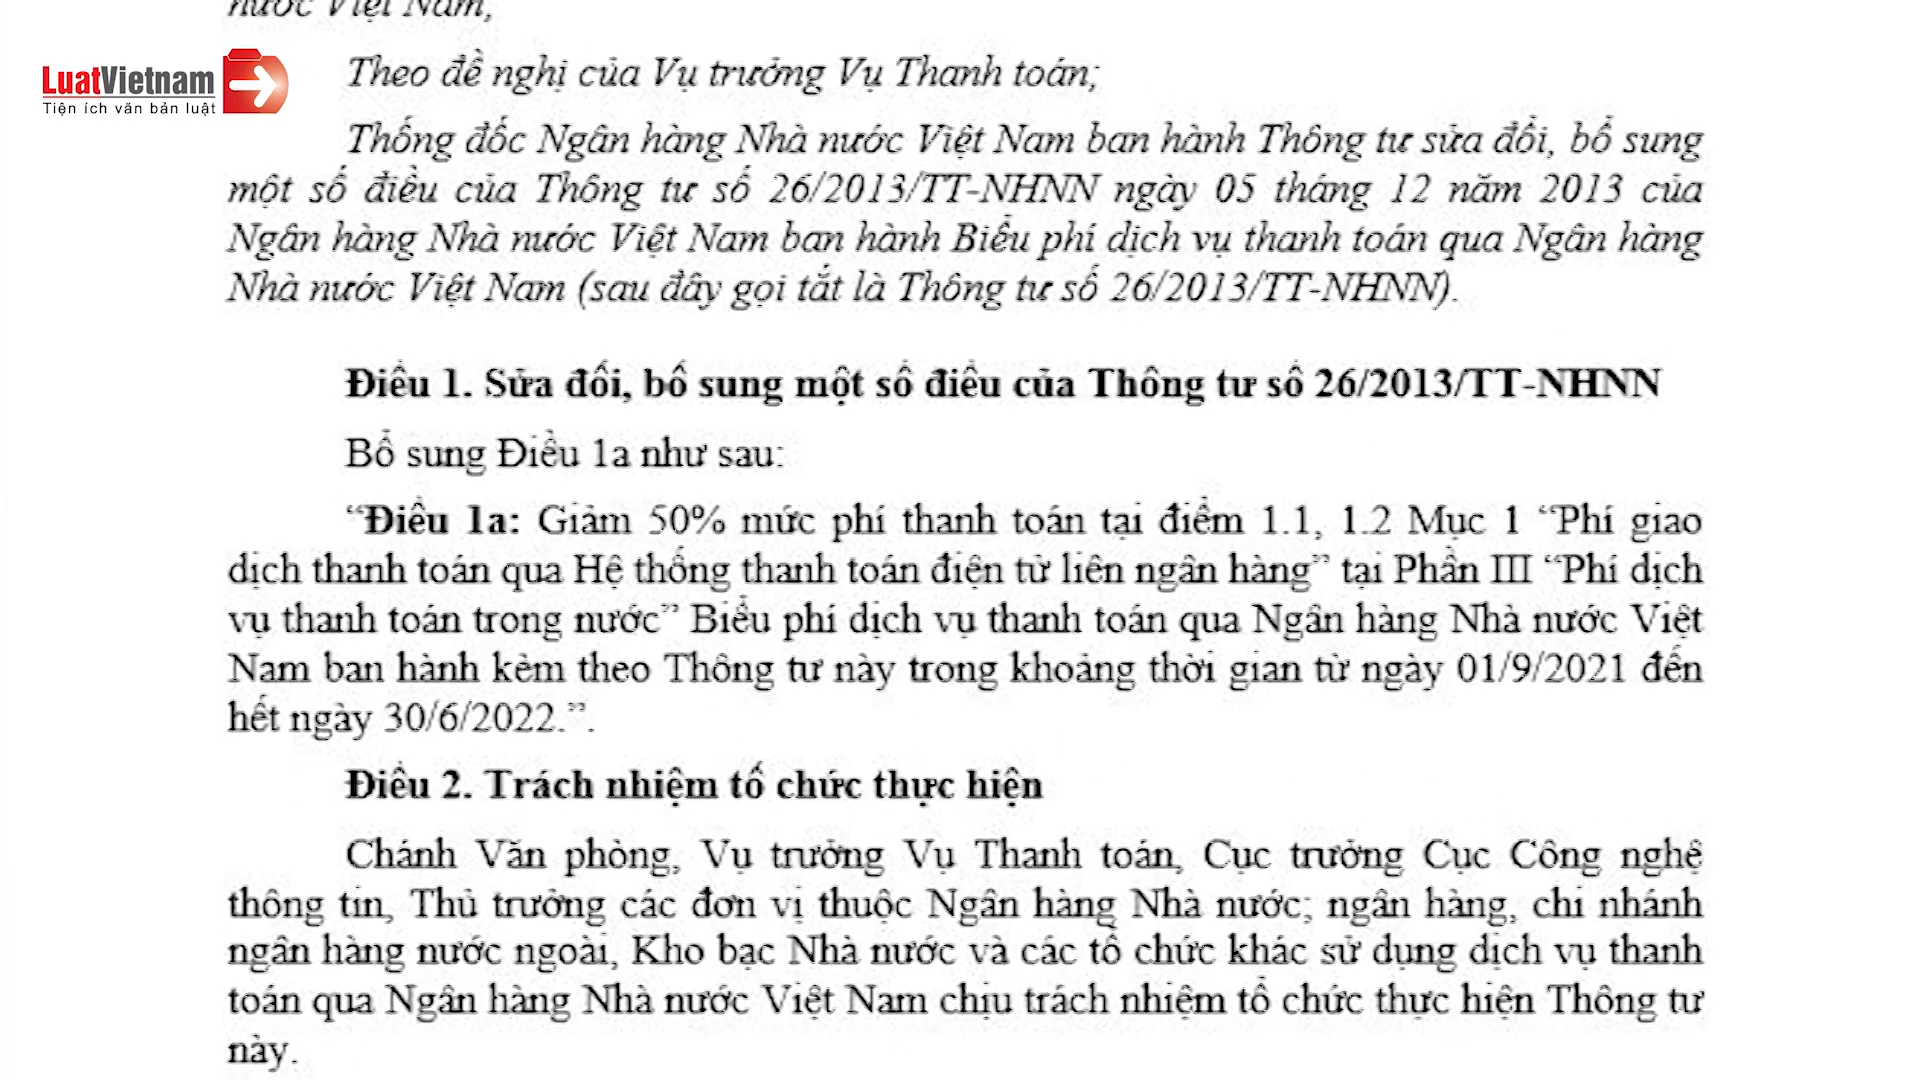 nước Việt Nam;
LuatVietnam
Tiện ích văn bản luật
Theo đề nghị của Vụ trưởng Vụ Thanh toán;
Thống đốc Ngân hàng Nhà nước Việt Nam ban hành Thông tư sửa đổi, bổ sung
một số điều của Thông tư số 26/2013/TT-NHNN ngày 05 tháng 12 năm 2013 của
Ngân hàng Nhà nước Việt Nam ban hành Biểu phí dịch vụ thanh toán qua Ngân hàng
Nhà nước Việt Nam (sau đây gọi tắt là Thông tư số 26/2013/TT-NHNN).
Điều 1. Sửa đổi, bổ sung một số điều của Thông tư số 26/2013/TT-NHNN
Bổ sung Điều 1a như sau:
“Điều 1a: Giảm 50% mức phí thanh toán tại điểm 1.1, 1.2 Mục 1 “Phí giao
dịch thanh toán qua Hệ thống thanh toán điện tử liên ngân hàng” tại Phần III “Phí dịch
vụ thanh toán trong nước” Biểu phí dịch vụ thanh toán qua Ngân hàng Nhà nước Việt
Nam ban hành kèm theo Thông tư này trong khoảng thời gian từ ngày 01/9/2021 đến
hết ngày 30/6/2022.”.
Điều 2. Trách nhiệm tổ chức thực hiện
Chánh Văn phòng, Vụ trưởng Vụ Thanh toán, Cục trưởng Cục Công nghệ
thông tin, Thủ trưởng các đơn vị thuộc Ngân hàng Nhà nước; ngân hàng, chi nhánh
ngân hàng nước ngoài, Kho bạc Nhà nước và các tổ chức khác sử dụng dịch vụ thanh
toán qua Ngân hàng Nhà nước Việt Nam chịu trách nhiệm tổ chức thực hiện Thông tư
này.